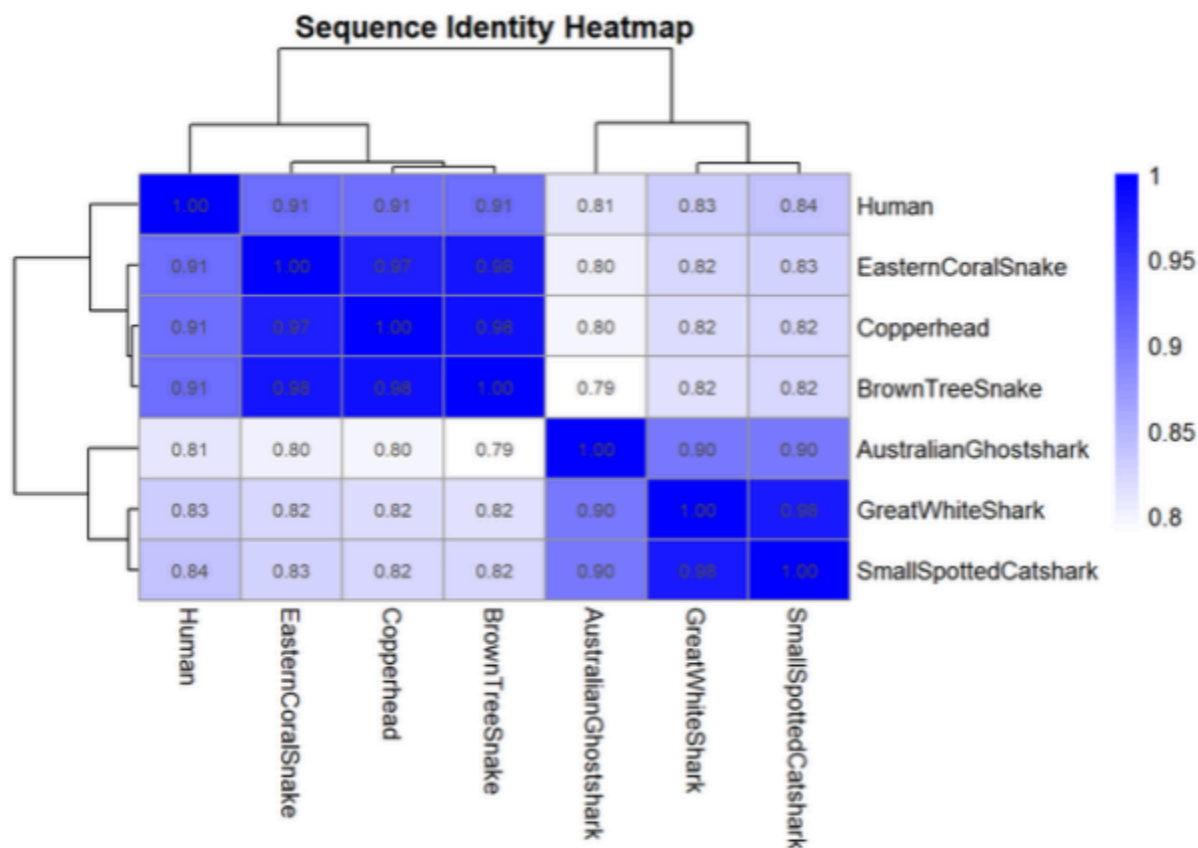 Sequence Identity Heatmap
1.00 0.91 0.91 0.91 0.81 0.83 0.84 Human
0.91 1.00 0.97 0.98 0.80 0.82 0.83 EasternCoralSnake
0.91 0.97 1.00 0.98 0.80 0.82 0.82 Copperhead
0.91 0.98 0.98 1.00 0.79 0.82 0.82 BrownTreeSnake
0.81 0.80 0.80 0.79 1.00 0.90 0.90 AustralianGhostshark
0.83 0.82 0.82 0.82 0.90 1.00 0.98 GreatWhiteShark
0.84 0.83 0.82 0.82 0.90 0.98 1.00 SmallSpottedCatshark
Human
EasternCoralSnake
Copperhead
BrownTreeSnake
AustralianGhostshark
GreatWhiteShark
SmallSpottedCatshark
1
0.95
0.9
0.85
0.8